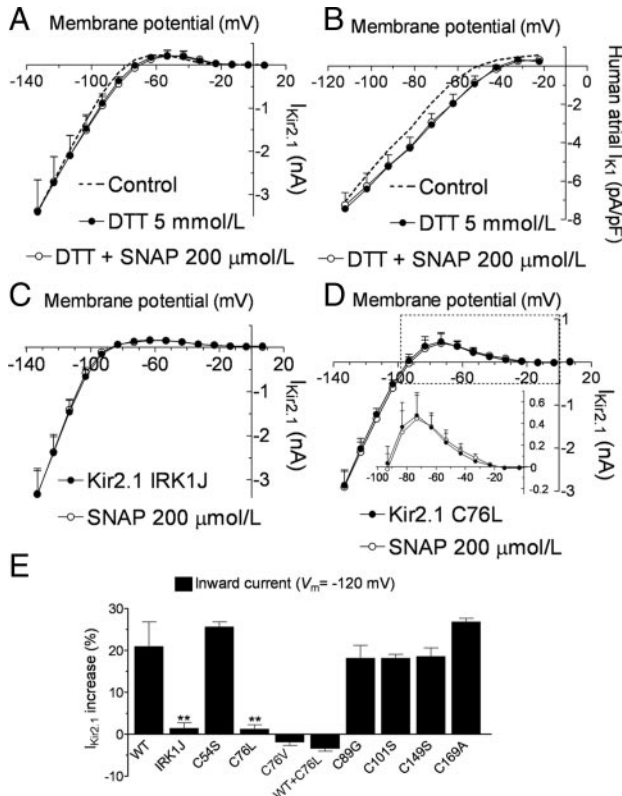 A
Membrane potential (mV)
-140 -100 -60 -20 20
-1
-2
-3
I Kir2.1 (nA)
Control
DTT 5 mmol/L
DTT + SNAP 200 μmol/L
B
Membrane potential (mV)
-120 -100 -80 -60 -40 -20
-2
-4
-6
-8
Human atrial I K1 (pA/pF)
Control
DTT 5 mmol/L
DTT + SNAP 200 μmol/L
C
Membrane potential (mV)
-140 -100 -60 -20 20
-1
-2
-3
I Kir2.1 (nA)
Kir2.1 IRK1J
SNAP 200 μmol/L
D
Membrane potential (mV)
1
-140 -100 -60 -20 20
-1
-2
-3
I Kir2.1 (nA)
0.6
0.4
0.2
0
0.2
-100 -80 -60 -40 -20 0
Kir2.1 C76L
SNAP 200 μmol/L
E
Inward current (Vm= -120 mV)
I Kir2.1 increase (%)
30
20
10
0
-10
** **
WT IRK1J C54S C76L C76V WT+C76L C89G C101S C149S C169A